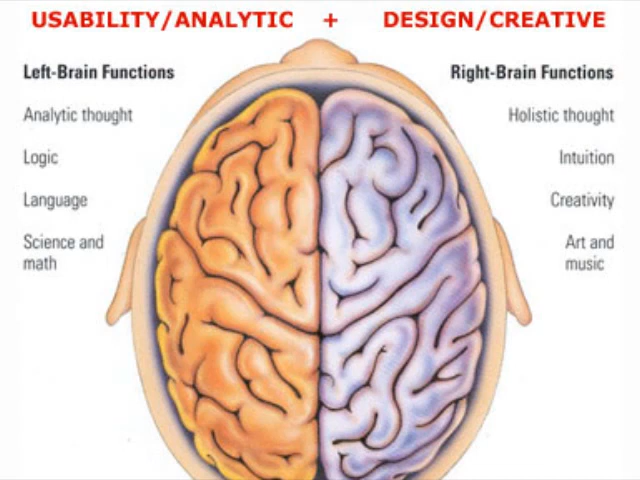 USABILITY/ANALYTIC + DESIGN/CREATIVE
Left-Brain Functions
Analytic thought
Logic
Language
Science and
math
Right-Brain Functions
Holistic thought
Intuition
Creativity
Art and
music